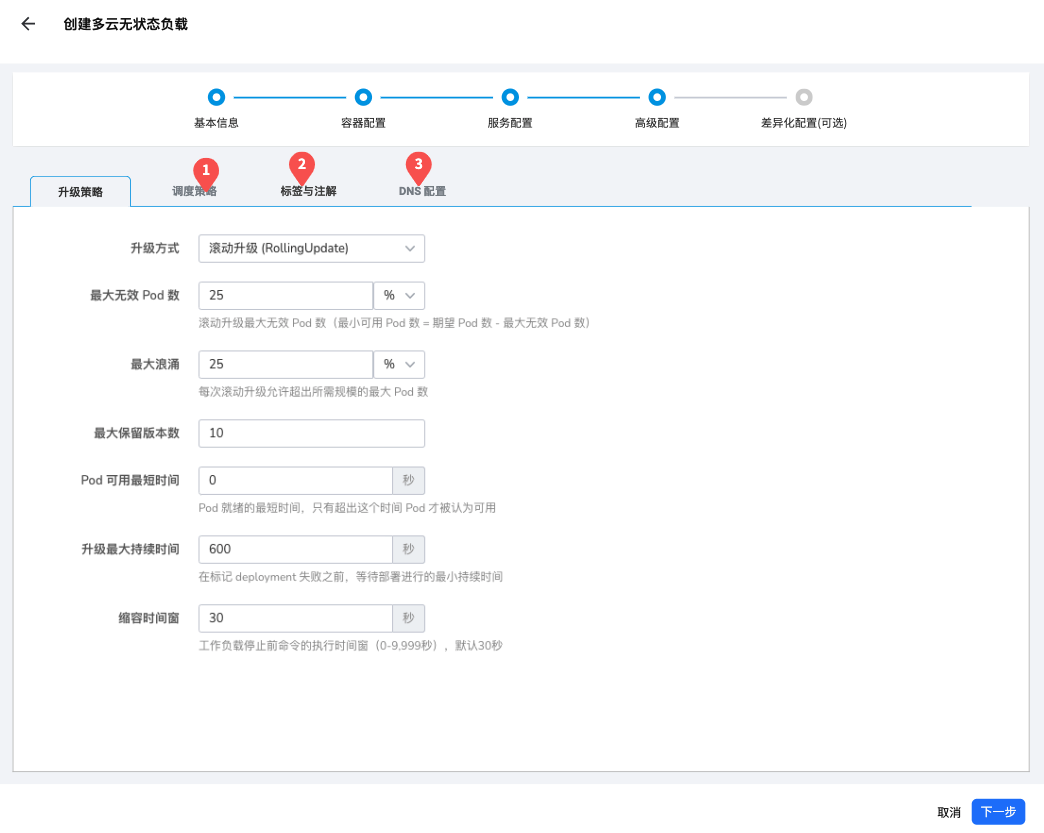 创建多云无状态负载
基本信息
容器配置
服务配置
高级配置
差异化配置(可选)
1
2
3
升级策略
调度策略
标签与注解
DNS 配置
升级方式 滚动升级 (RollingUpdate)
最大无效 Pod 数 25 %
滚动升级最大无效 Pod 数（最小可用 Pod 数 = 期望 Pod 数 - 最大无效 Pod 数）
最大浪涌 25 %
每次滚动升级允许超出所需规模的最大 Pod 数
最大保留版本数 10
Pod 可用最短时间 0 秒
Pod 就绪的最短时间，只有超出这个时间 Pod 才被认为可用
升级最大持续时间 600 秒
在标记 deployment 失败之前，等待部署进行的最小持续时间
缩容时间窗 30 秒
工作负载停止前命令的执行时间窗（0-9,999秒），默认30秒
取消
下一步